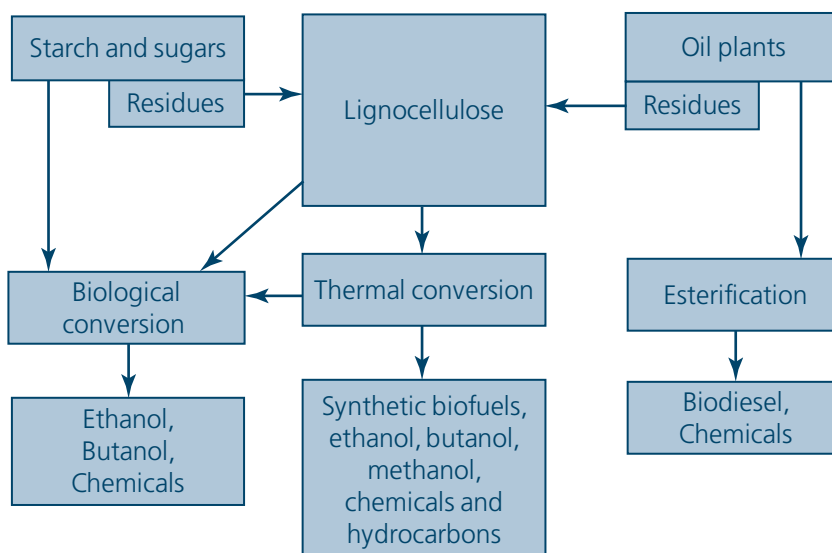 Starch and sugars
Residues
Lignocellulose
Oil plants
Residues
Biological
conversion
Thermal conversion
Esterification
Ethanol,
Butanol,
Chemicals
Synthetic biofuels,
ethanol, butanol,
methanol,
chemicals and
hydrocarbons
Biodiesel,
Chemicals